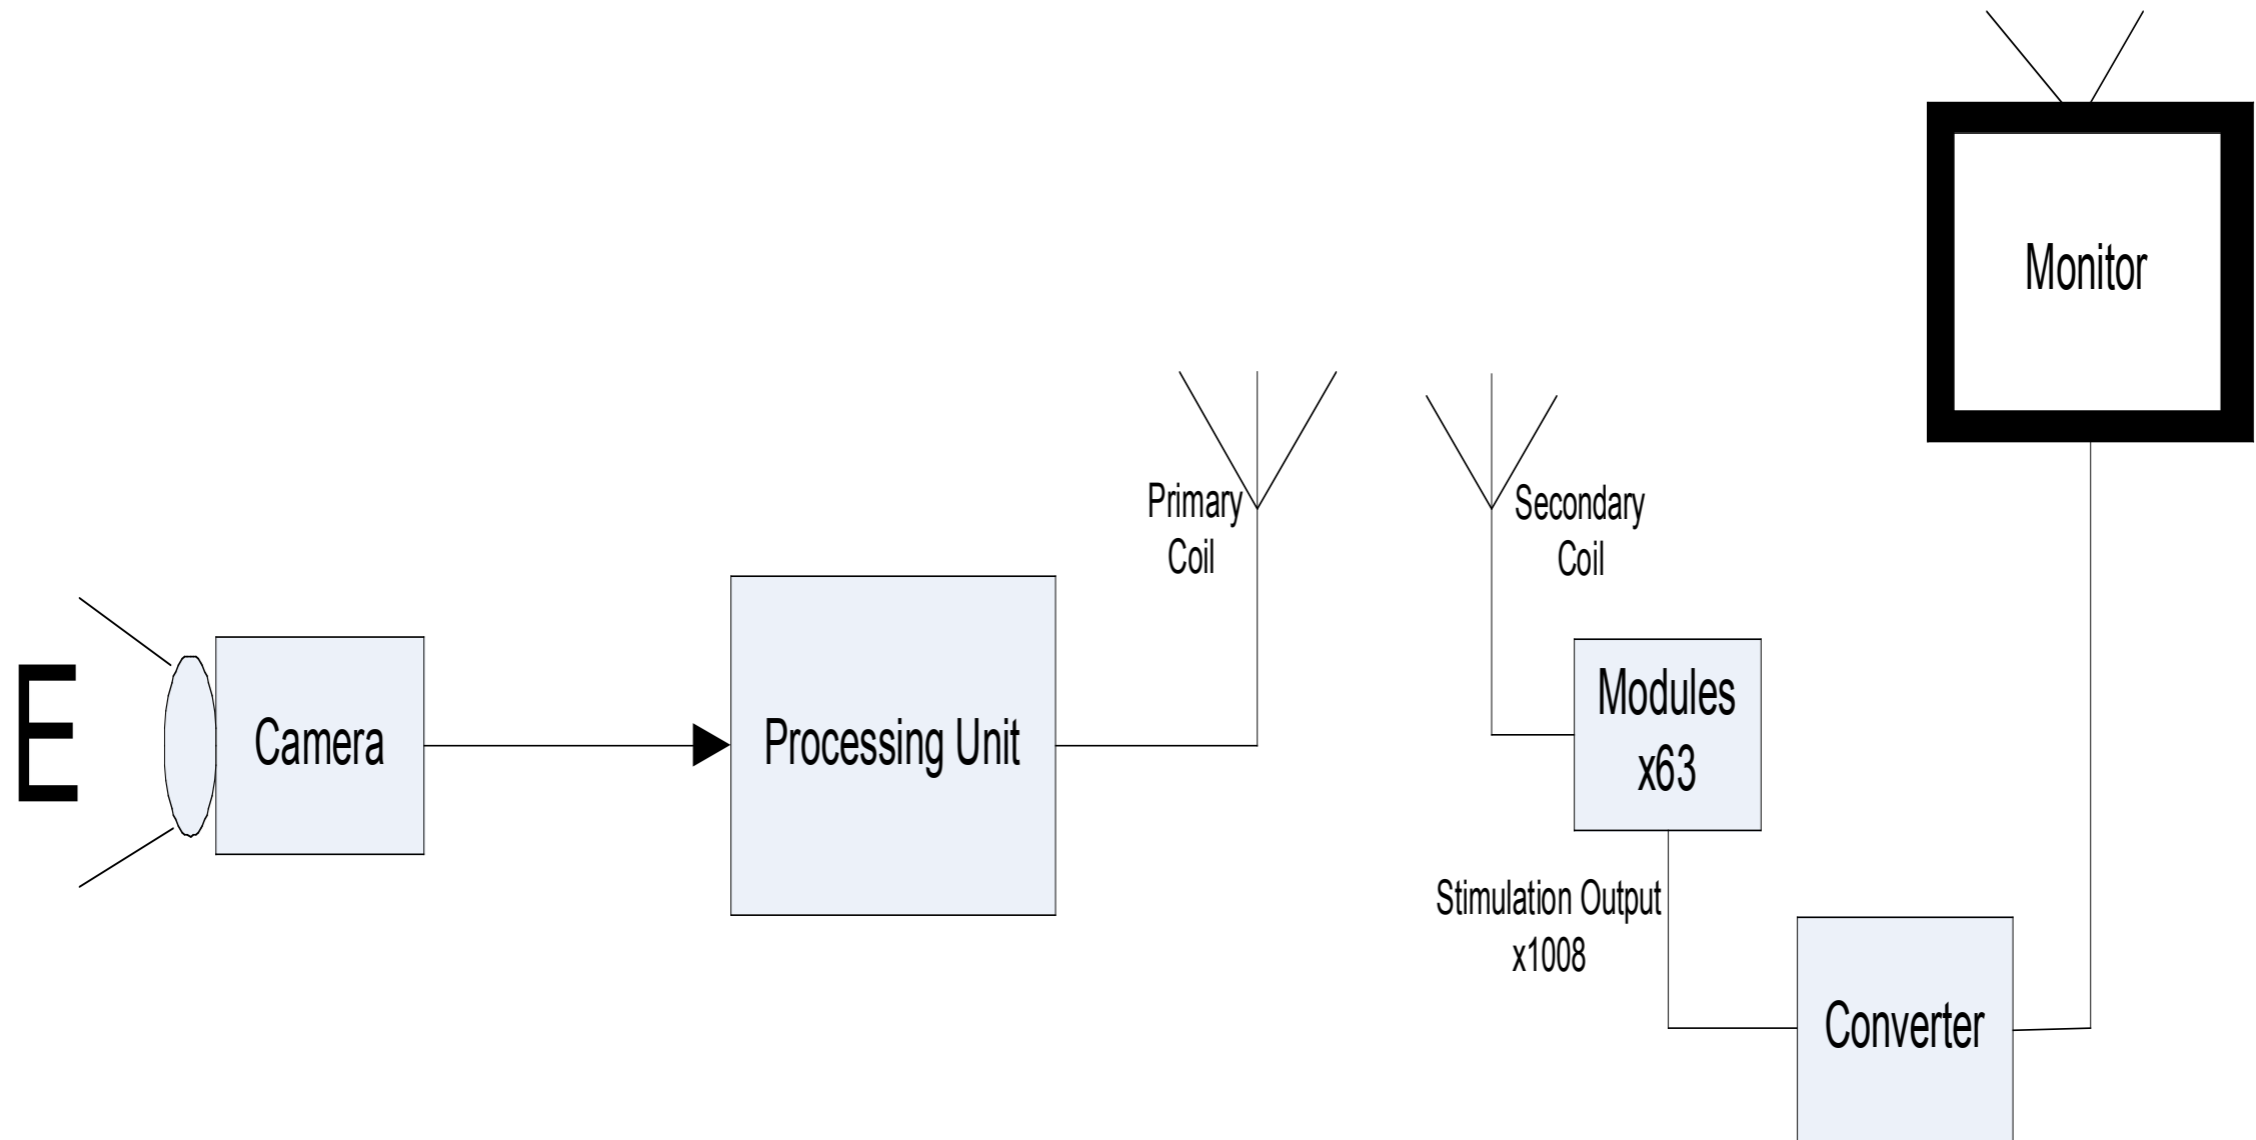 Monitor
Primary
Coil
Secondary
Coil
E
Camera
Processing Unit
Modules
x63
Stimulation Output
x1008
Converter